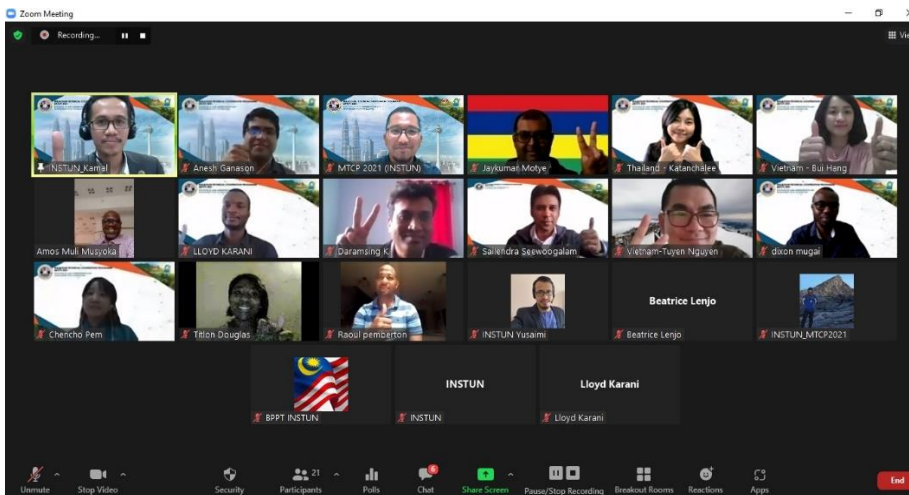 Zoom Meeting
Recording...
Vie
INSTUN_Kamal
Anesh Ganason
MTCP 2021 (INSTUN)
Jaykumar Motye
Thailand - Katanchalee
Vietnam - Bui Hang
Amos Muli Musyoka
LLOYD KARANI
Daramsing K
Sailendra Seewoogalam
Vietnam-Tuyen Nguyen
dixon mugai
Chencho Pem
Titlon Douglas
Raoul pemberton
INSTUN Yusaimi
Beatrice Lenjo
Beatrice Lenjo
INSTUN_MTCP2021
BPPT INSTUN
INSTUN
INSTUN
Lloyd Karani
Lloyd Karani
Unmute
Stop Video
Security
21
Participants
Polls
6
Chat
Share Screen
Pause/Stop Recording
Breakout Rooms
Reactions
Apps
End